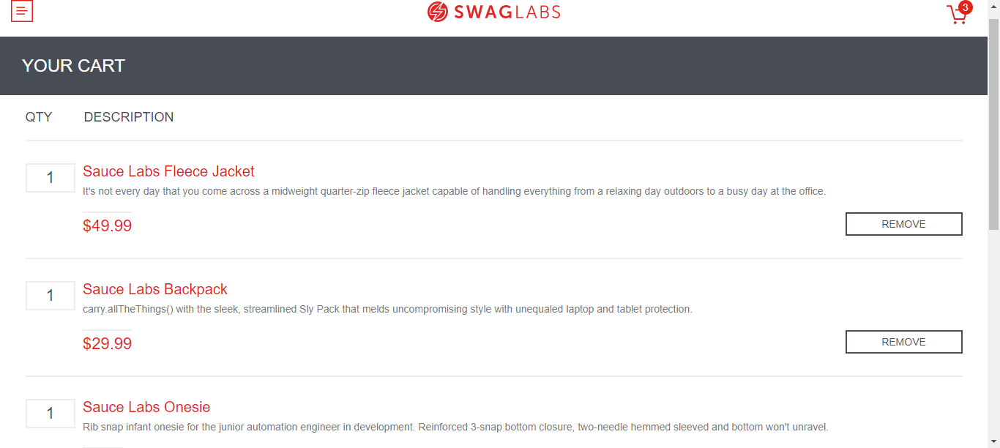 SWAGLABS
3
YOUR CART
QTY DESCRIPTION
1 Sauce Labs Fleece Jacket
It's not every day that you come across a midweight quarter-zip fleece jacket capable of handling everything from a relaxing day outdoors to a busy day at the office.
$49.99 REMOVE
1 Sauce Labs Backpack
carry.allTheThings() with the sleek, streamlined Sly Pack that melds uncompromising style with unequaled laptop and tablet protection.
$29.99 REMOVE
1 Sauce Labs Onesie
Rib snap infant onesie for the junior automation engineer in development. Reinforced 3-snap bottom closure, two-needle hemmed sleeved and bottom won't unravel.